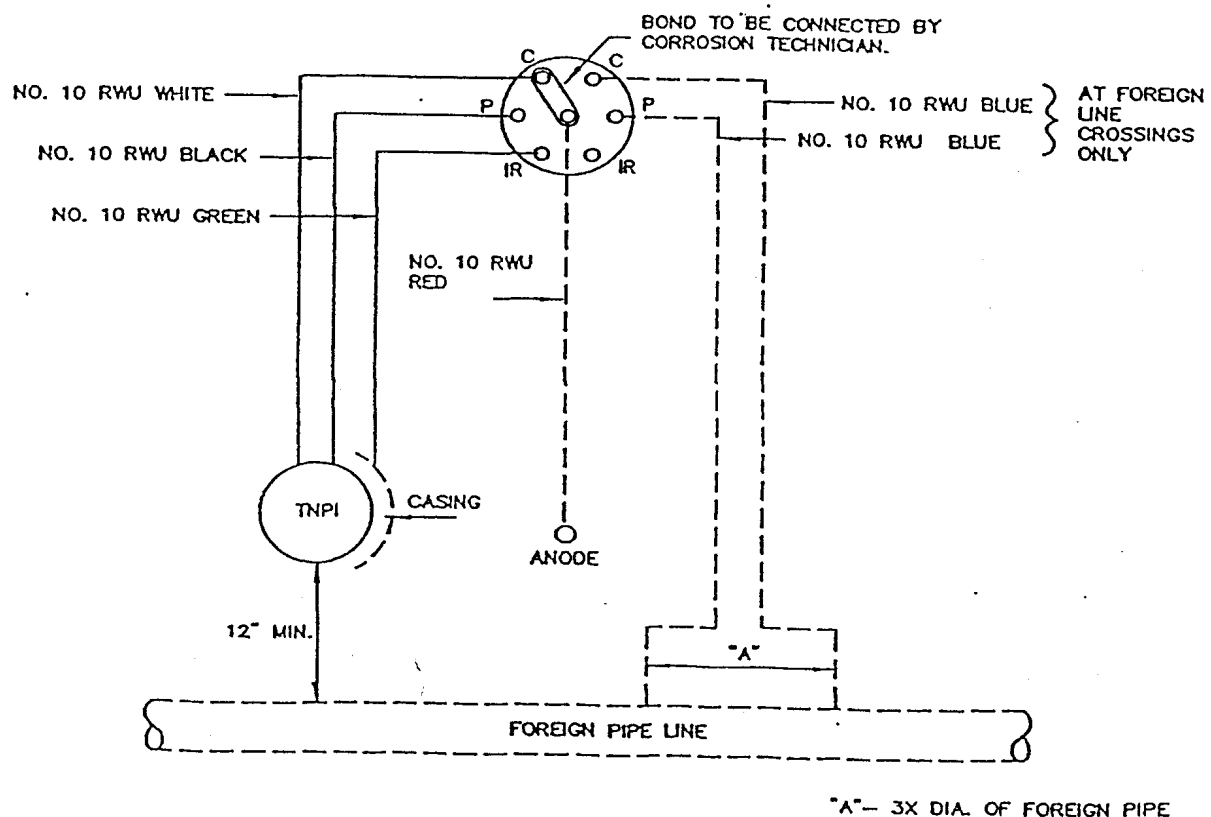 BOND TO BE CONNECTED BY
CORROSION TECHNICIAN.
C
C
NO. 10 RWU WHITE
P
P
NO. 10 RWU BLUE
NO. 10 RWU BLUE
AT FOREIGN
LINE
CROSSINGS
ONLY
NO. 10 RWU BLACK
IR
IR
NO. 10 RWU GREEN
NO. 10 RWU
RED
TNPI
CASING
ANODE
12" MIN.
"A"
FOREIGN PIPE LINE
"A"- 3X DIA. OF FOREIGN PIPE